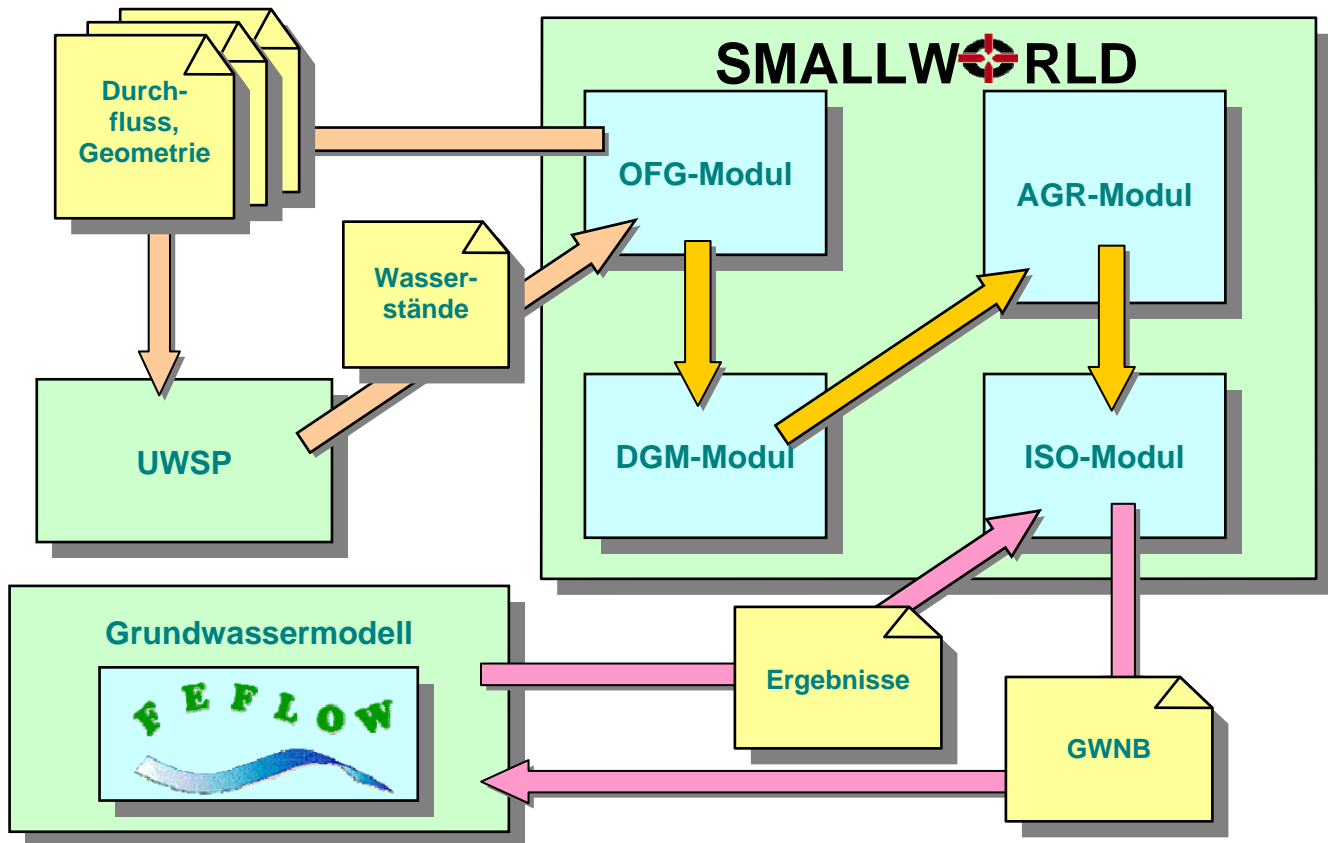 SMALLWORLD
Durch-
fluss,
Geometrie
OFG-Modul
AGR-Modul
Wasser-
stände
UWSP
DGM-Modul
ISO-Modul
Grundwassermodell
FEFLOW
Ergebnisse
GWNB